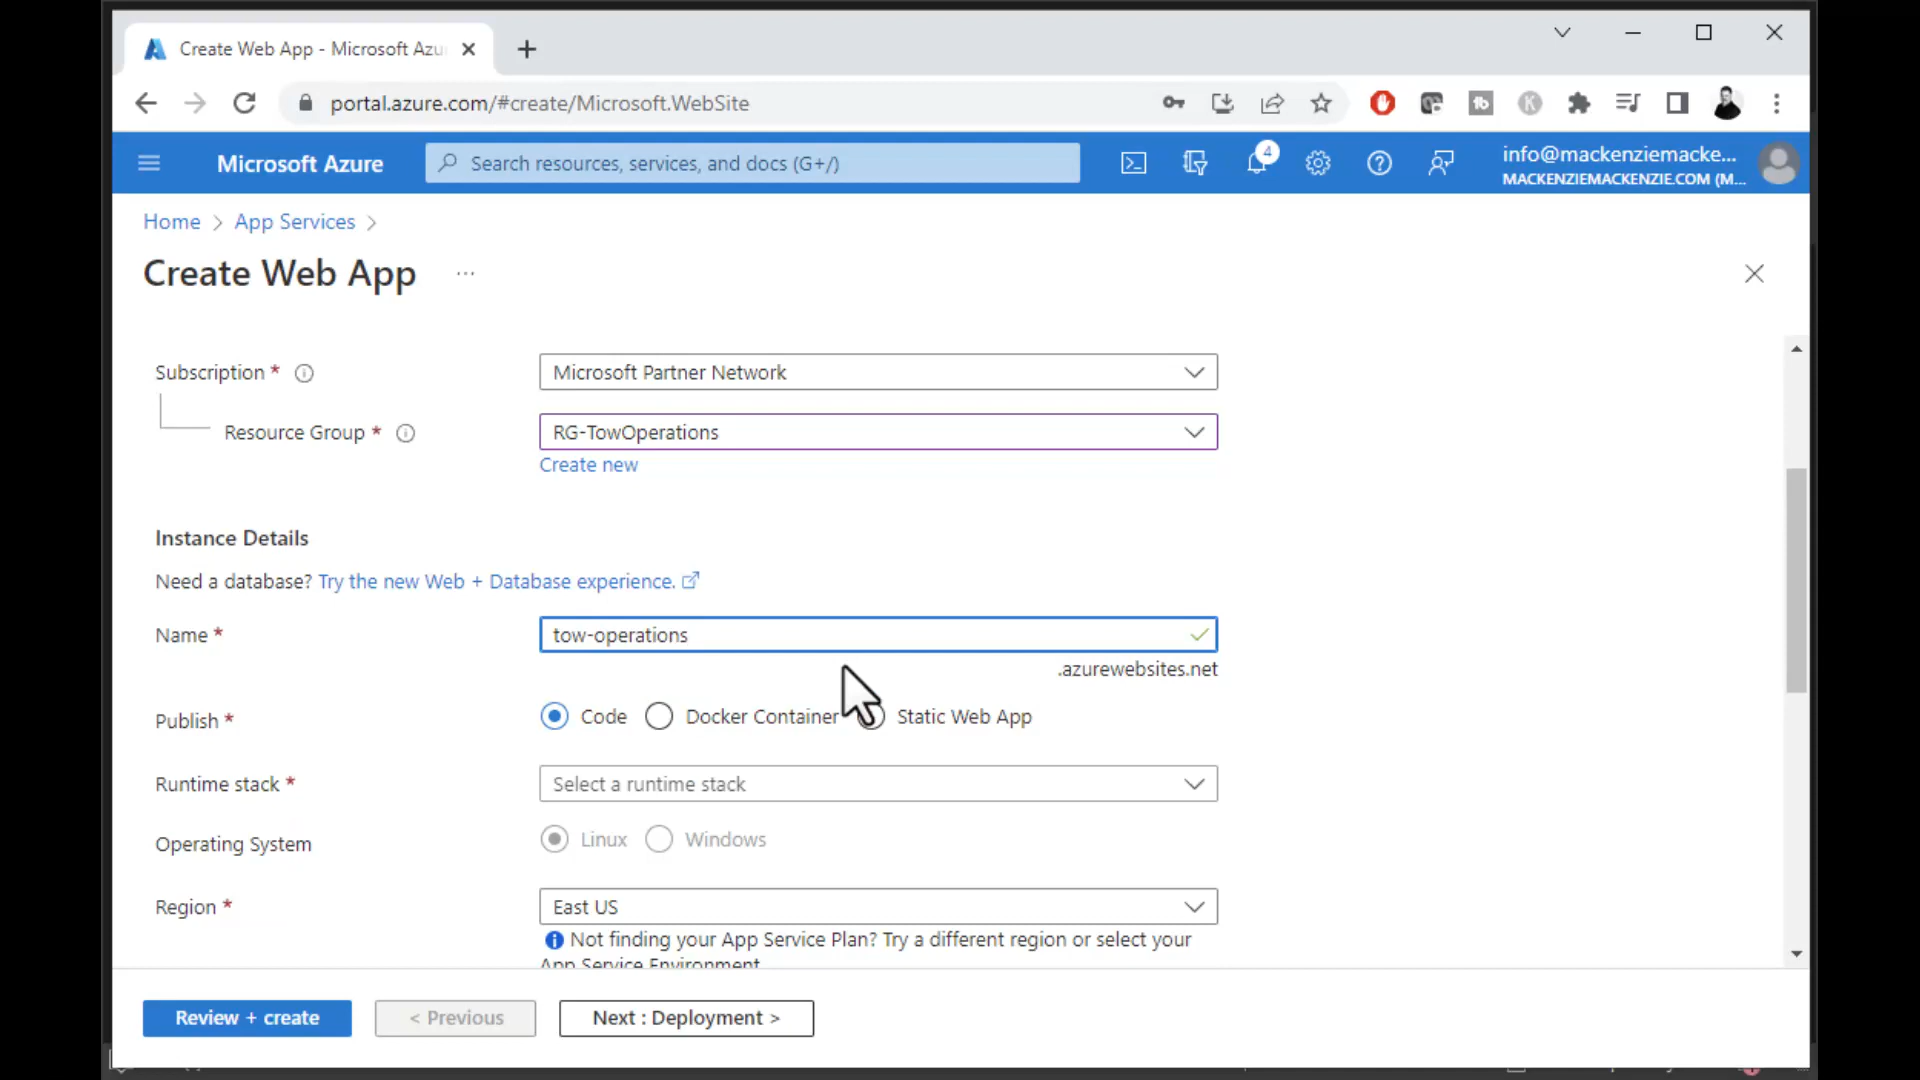 Create Web App - Microsoft Azu
portal.azure.com/#create/Microsoft.WebSite
Microsoft Azure
Search resources, services, and docs (G+/)
4
info@mackenziemacke...
MACKENZIEMACKENZIE.COM (M...
Home > App Services >
Create Web App ...
Subscription *
Microsoft Partner Network
Resource Group *
RG-TowOperations
Create new
Instance Details
Need a database? Try the new Web + Database experience.
Name *
tow-operations
.azurewebsites.net
Publish *
Code
Docker Container
Static Web App
Runtime stack *
Select a runtime stack
Operating System
Linux
Windows
Region *
East US
Not finding your App Service Plan? Try a different region or select your
App Service Environment
Review + create
< Previous
Next : Deployment >